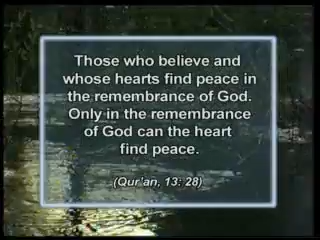 Those who believe and
whose hearts find peace in
the remembrance of God.
Only in the remembrance
of God can the heart
find peace.
(Qur'an, 13: 28)